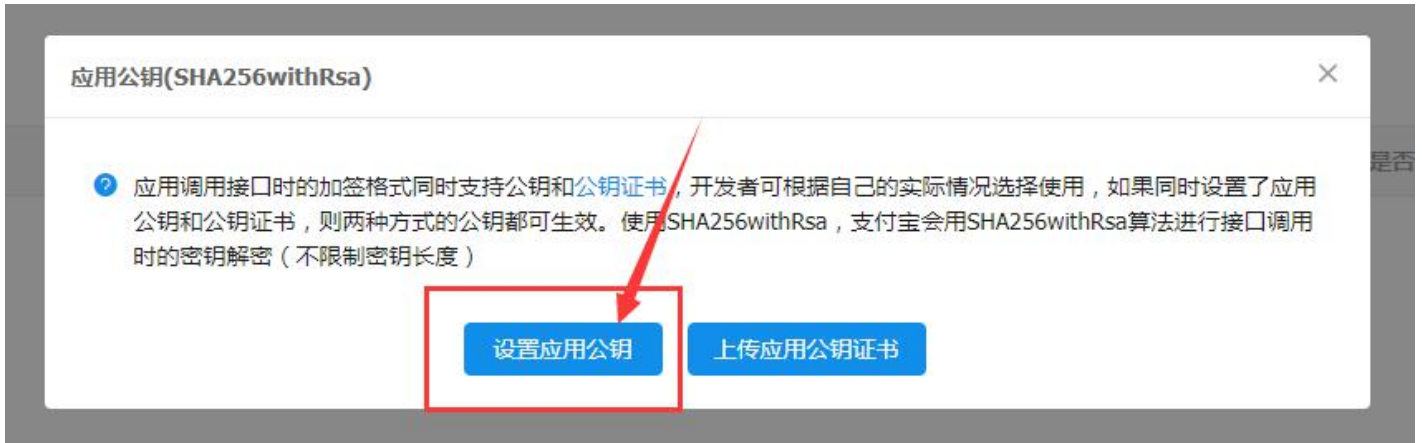 应用公钥(SHA256withRsa)
是否
应用调用接口时的加签格式同时支持公钥和公钥证书，开发者可根据自己的实际情况选择使用，如果同时设置了应用
公钥和公钥证书，则两种方式的公钥都可生效。使用SHA256withRsa，支付宝会用SHA256withRsa算法进行接口调用
时的密钥解密（不限制密钥长度）
设置应用公钥
上传应用公钥证书